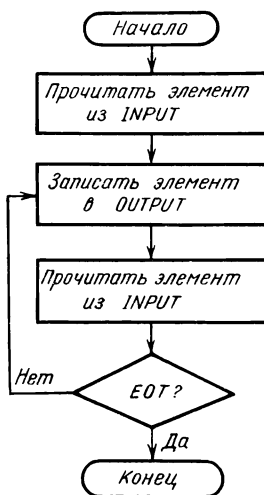 Начало
Прочитать элемент
из INPUT
Записать элемент
в OUTPUT
Прочитать элемент
из INPUT
Нет
EOT?
Да
Конец